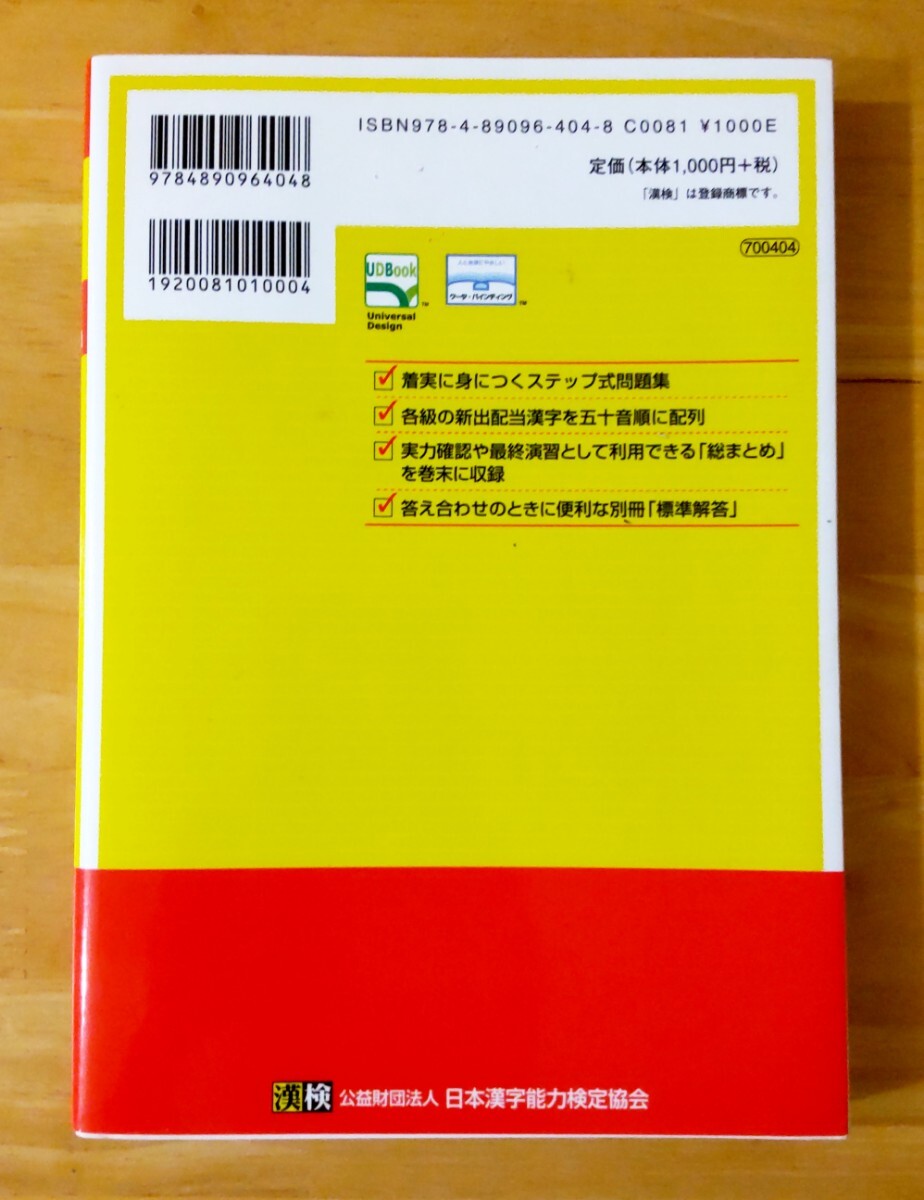 ISBN978-4-89096-404-8 C0081 ¥1000E
9784890964048
定価(本体1,000円+税)
「漢検」は登録商標です。
1920081010004
700404
UDBook
Universal
Design
ワータ・バインディング
着実に身につくステップ式問題集
各級の新出配当漢字を五十音順に配列
実力確認や最終演習として利用できる「総まとめ」
を巻末に収録
答え合わせのときに便利な別冊「標準解答」
漢検 公益財団法人 日本漢字能力検定協会